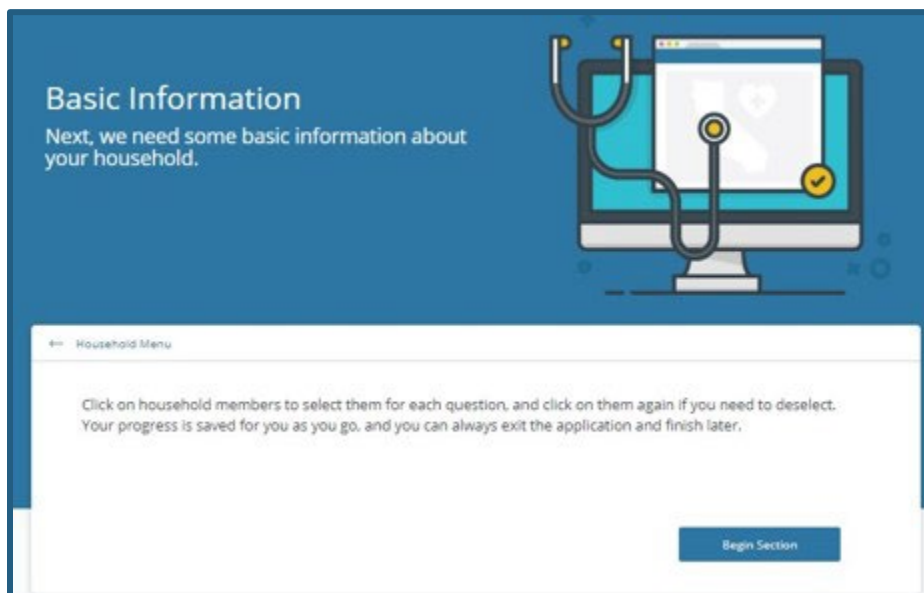 Basic Information
Next, we need some basic information about
your household.
← Household Menu
Click on household members to select them for each question, and click on them again if you need to deselect.
Your progress is saved for you as you go, and you can always exit the application and finish later.
Begin Section